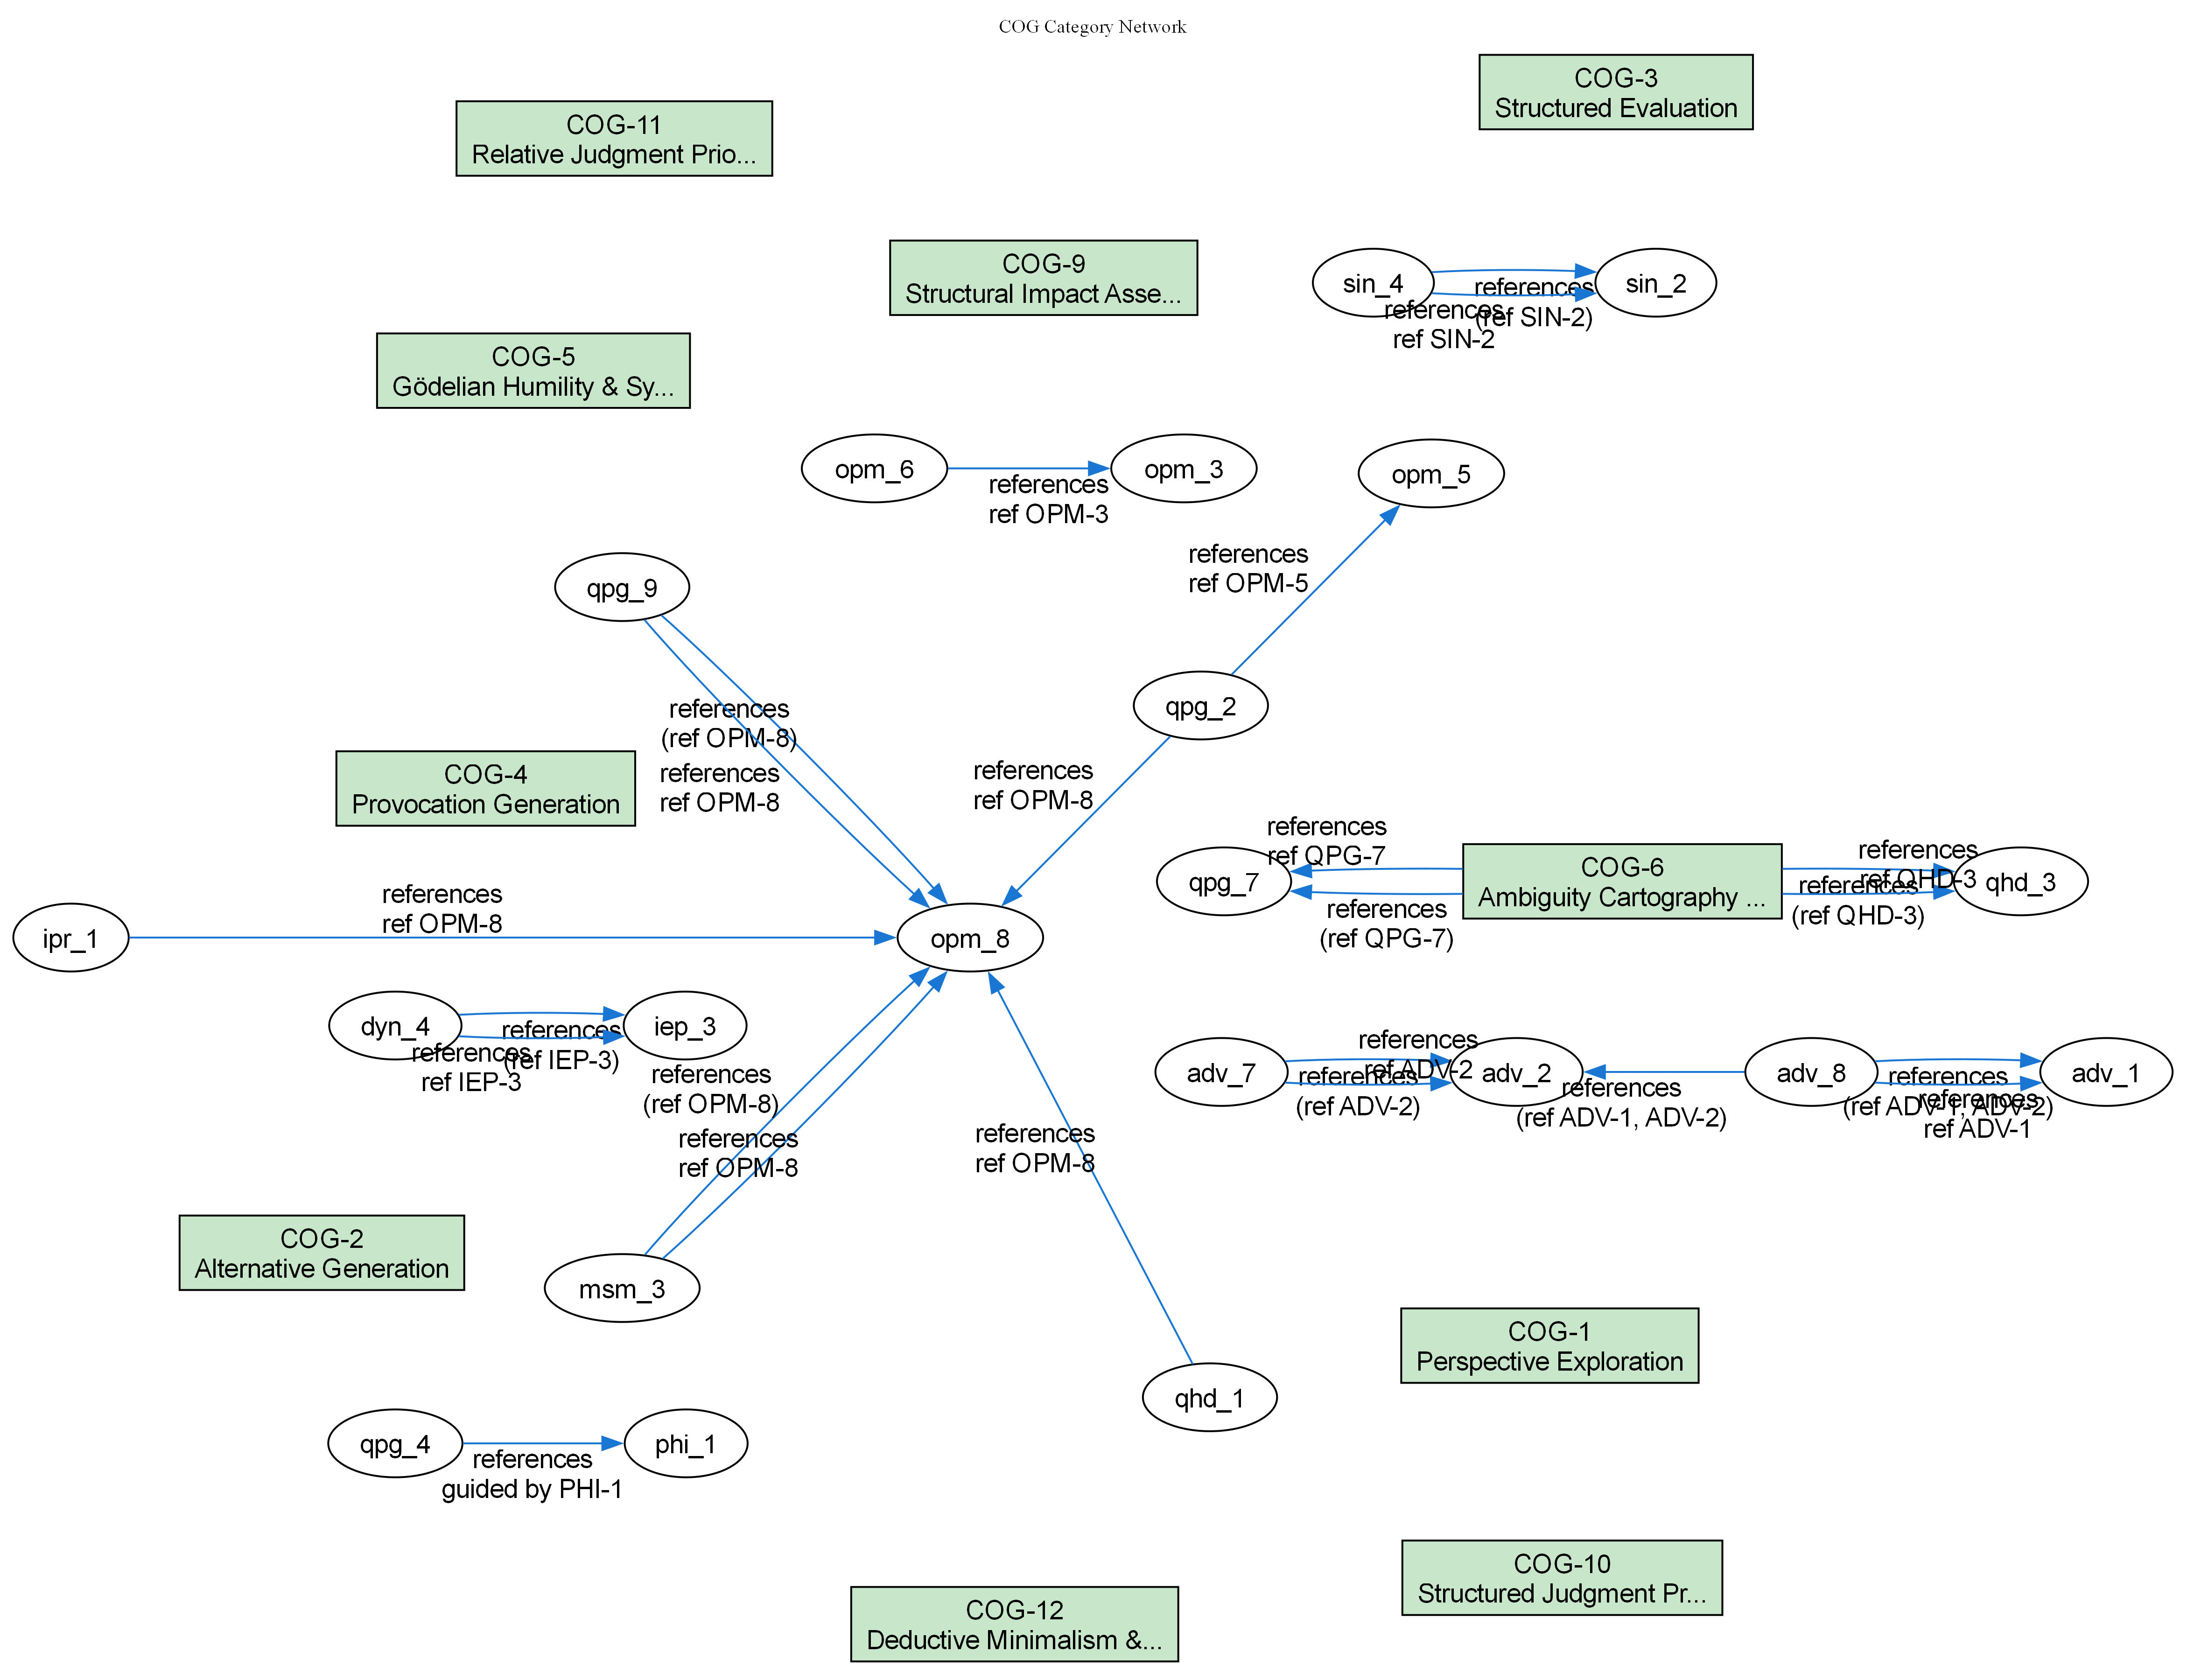 COG Category Network
COG-3
Structured Evaluation
COG-11
Relative Judgment Prio...
COG-9
Structural Impact Asse...
sin_4
sin_2
references
(ref SIN-2)
references
ref SIN-2
COG-5
Gödelian Humility & Sy...
opm_6
opm_3
references
ref OPM-3
opm_5
references
ref OPM-5
qpg_9
qpg_2
references
(ref OPM-8)
references
ref OPM-8
references
ref OPM-8
COG-4
Provocation Generation
references
ref QPG-7
qpg_7
COG-6
Ambiguity Cartography ...
references
ref QHD-3
qhd_3
references
(ref QHD-3)
references
(ref QPG-7)
ipr_1
references
ref OPM-8
opm_8
dyn_4
iep_3
references
(ref IEP-3)
references
ref IEP-3
adv_7
references
ref ADV-2
adv_2
references
(ref ADV-2)
references
(ref ADV-1, ADV-2)
adv_8
adv_1
references
(ref ADV-1, ADV-2)
references
ref ADV-1
references
(ref OPM-8)
references
ref OPM-8
references
ref OPM-8
COG-2
Alternative Generation
msm_3
COG-1
Perspective Exploration
qhd_1
qpg_4
phi_1
references
guided by PHI-1
COG-10
Structured Judgment Pr...
COG-12
Deductive Minimalism &...